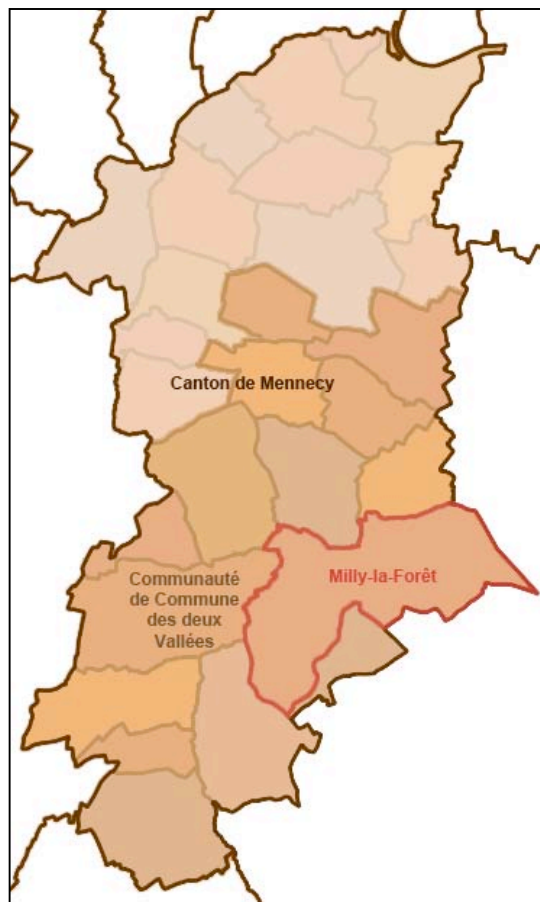 Canton de Mennecy
Milly-la-Forêt
Communauté
de Commune
des deux
Vallées